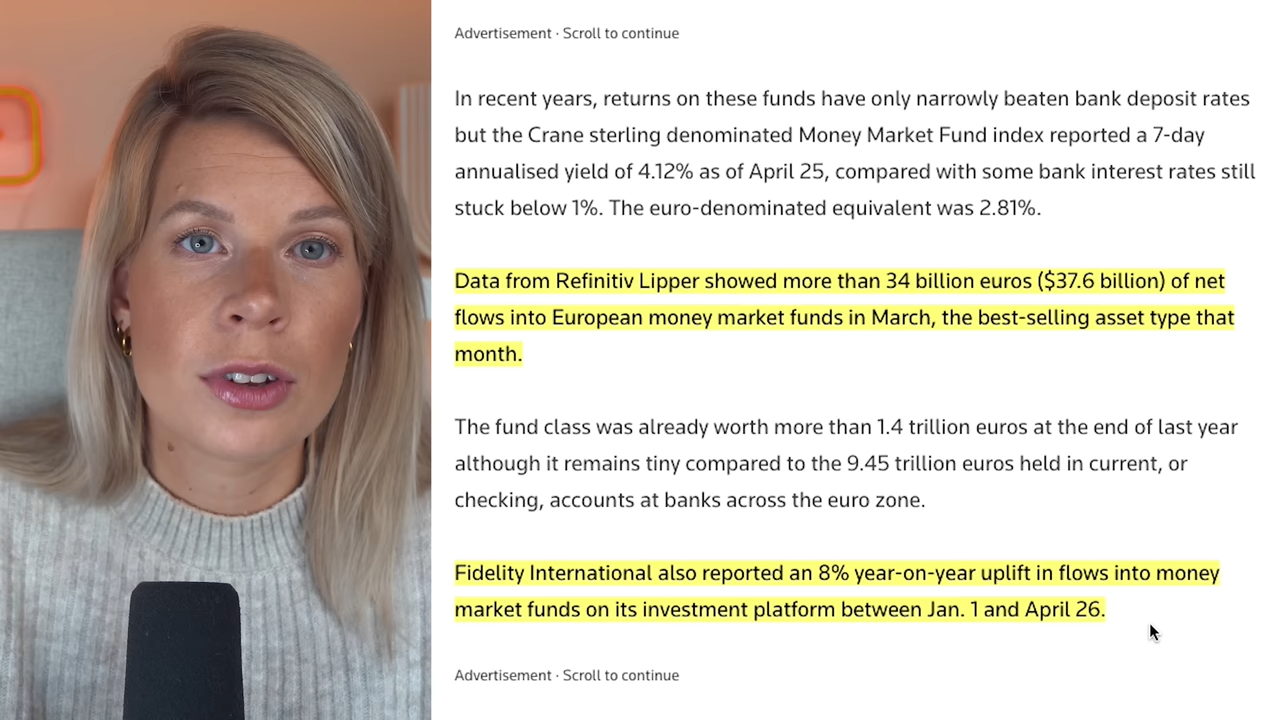 Advertisement · Scroll to continue
In recent years, returns on these funds have only narrowly beaten bank deposit rates
but the Crane sterling denominated Money Market Fund index reported a 7-day
annualised yield of 4.12% as of April 25, compared with some bank interest rates still
stuck below 1%. The euro-denominated equivalent was 2.81%.
Data from Refinitiv Lipper showed more than 34 billion euros ($37.6 billion) of net
flows into European money market funds in March, the best-selling asset type that
month.
The fund class was already worth more than 1.4 trillion euros at the end of last year
although it remains tiny compared to the 9.45 trillion euros held in current, or
checking, accounts at banks across the euro zone.
Fidelity International also reported an 8% year-on-year uplift in flows into money
market funds on its investment platform between Jan. 1 and April 26.
Advertisement · Scroll to continue